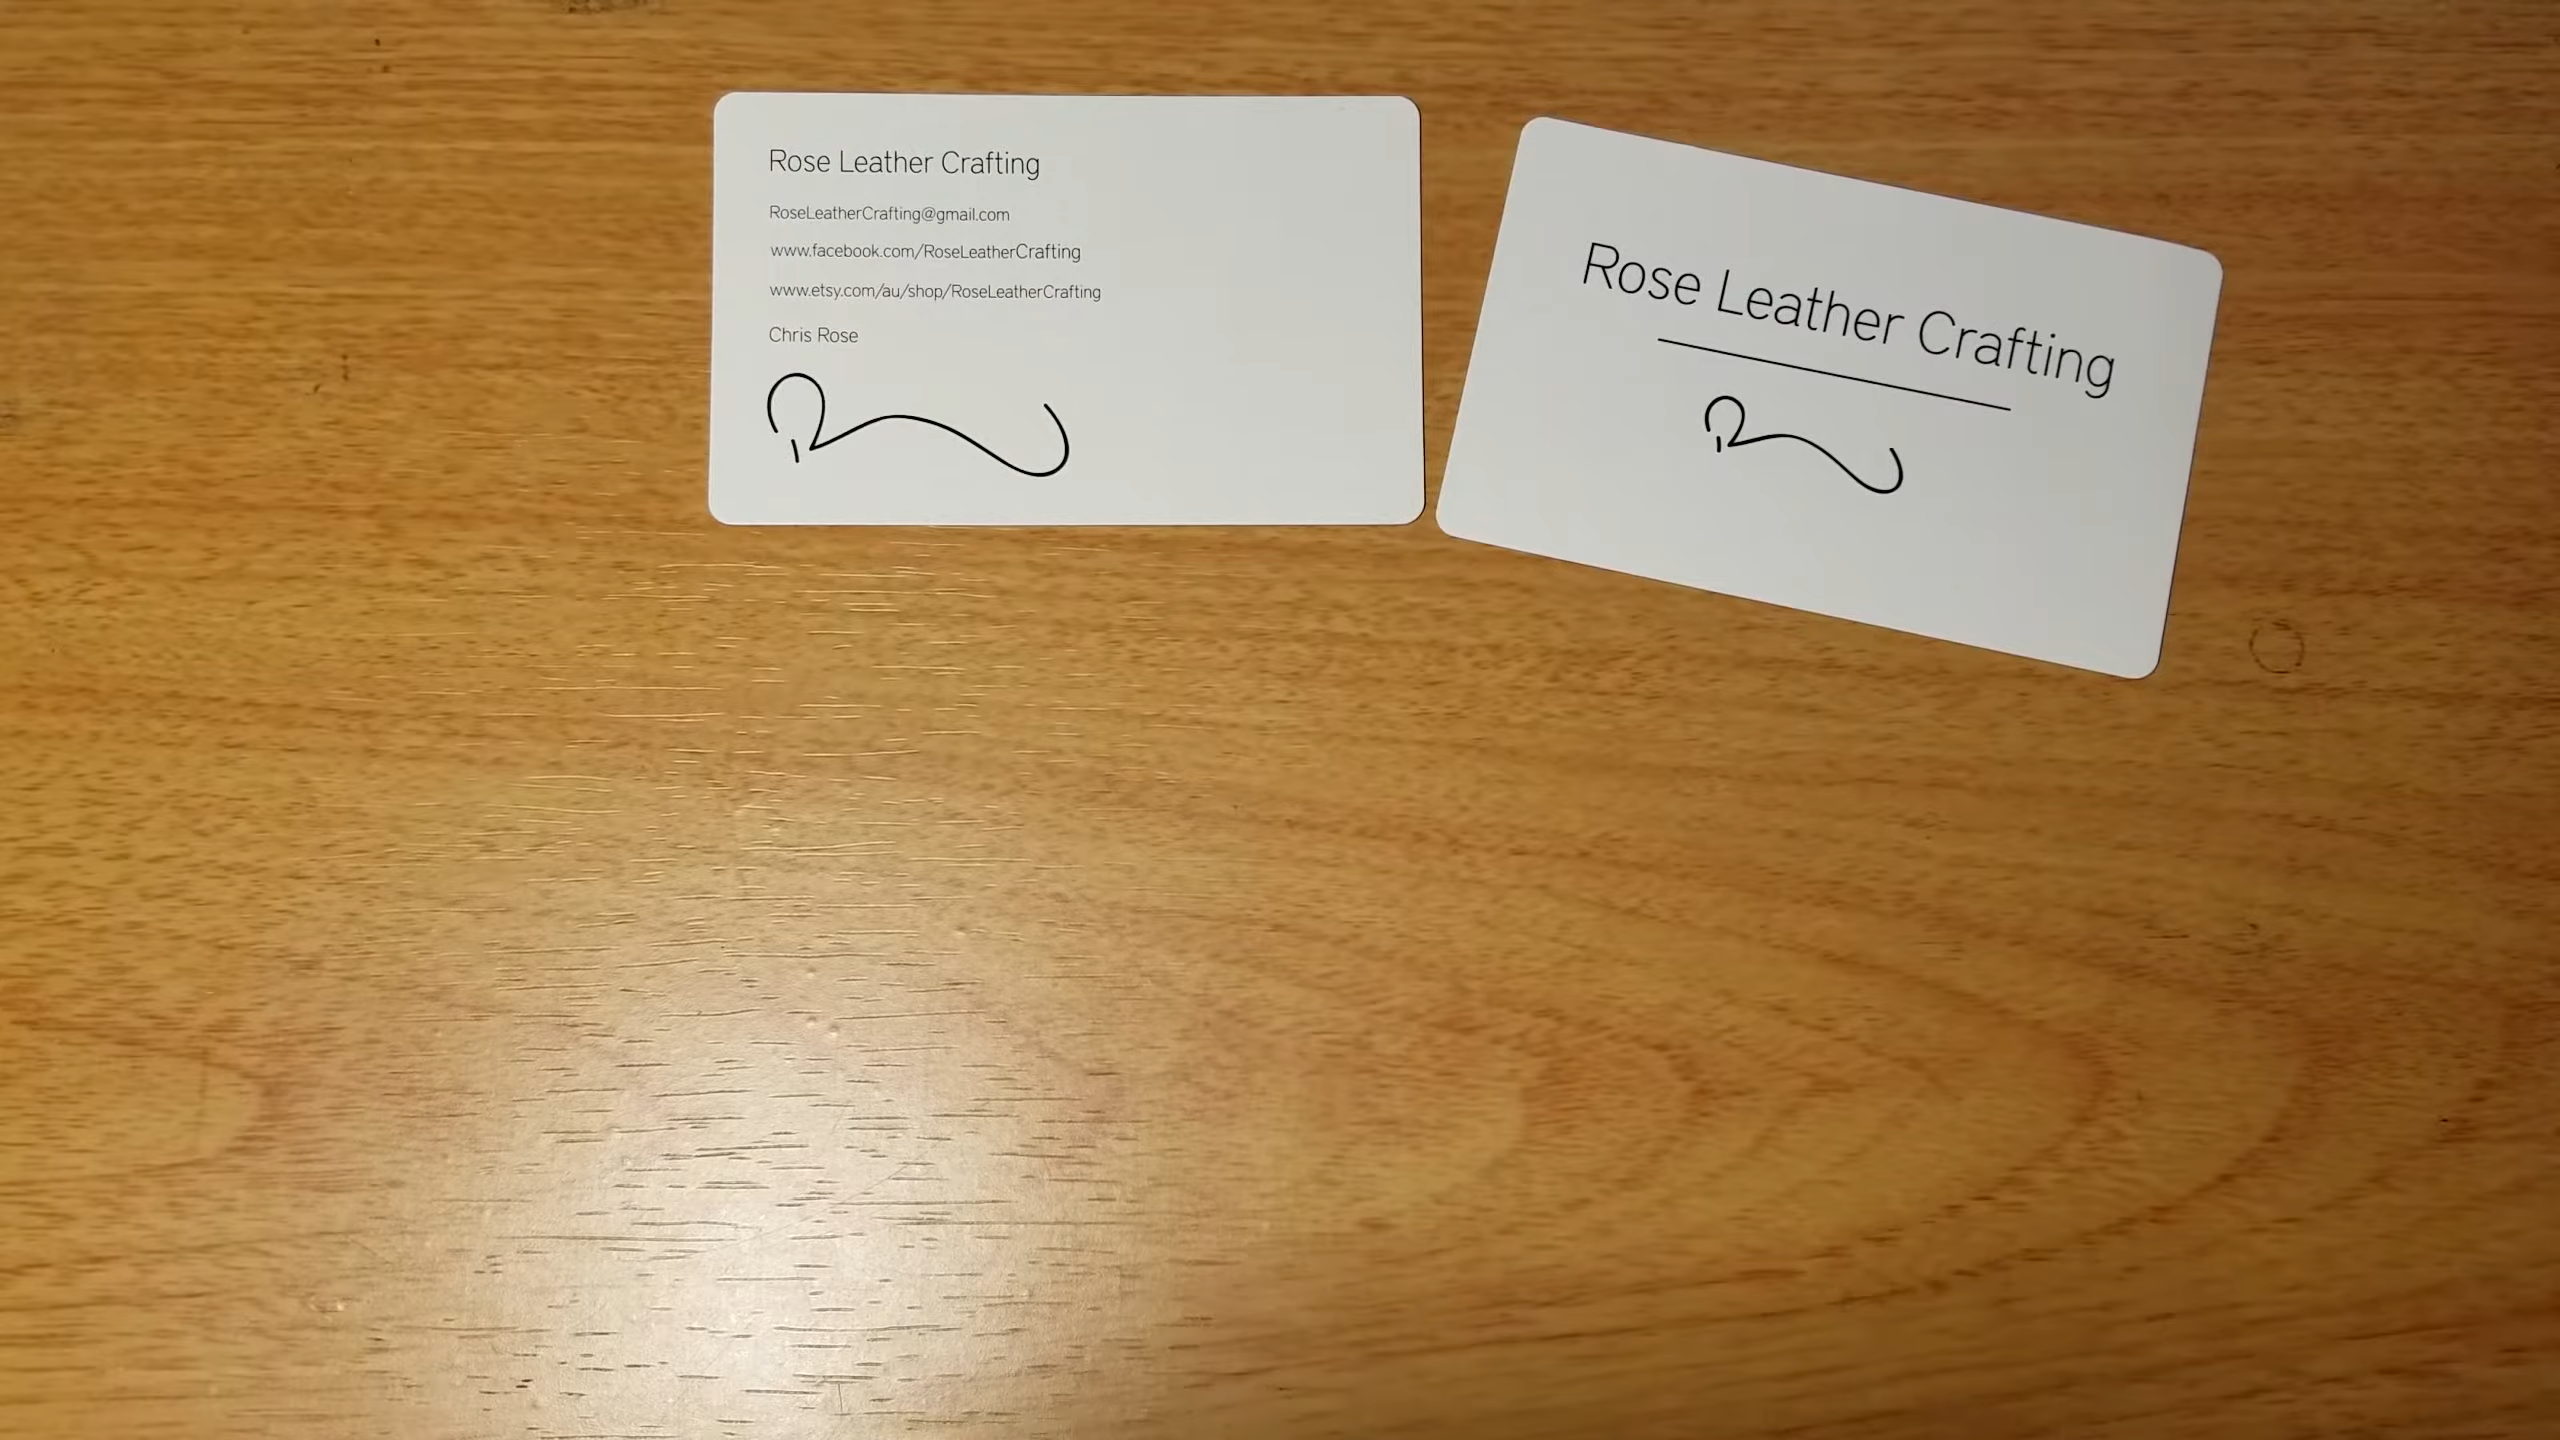 Rose Leather Crafting
RoseLeatherCrafting@gmail.com
www.facebook.com/RoseLeatherCrafting
www.etsy.com/au/shop/RoseLeatherCrafting
Chris Rose
Rose Leather Crafting